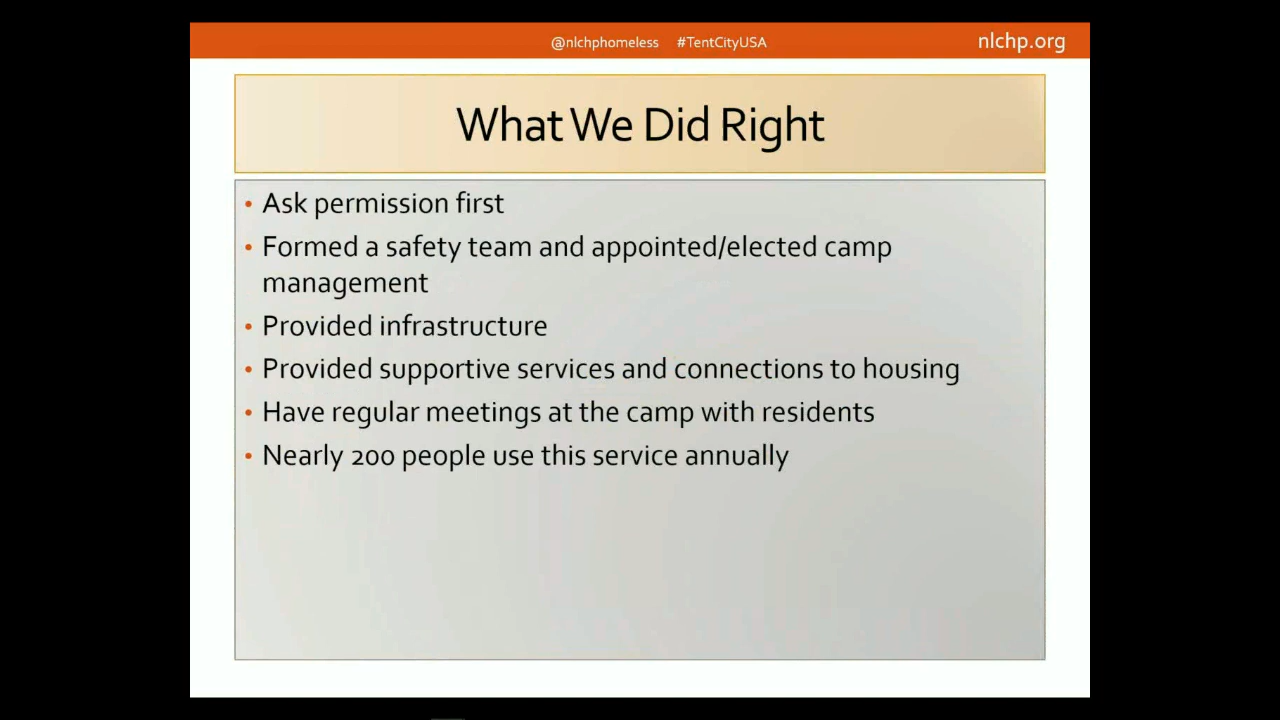 @nlchphomeless #TentCityUSA nlchp.org
What We Did Right
• Ask permission first
• Formed a safety team and appointed/elected camp
management
• Provided infrastructure
• Provided supportive services and connections to housing
• Have regular meetings at the camp with residents
• Nearly 200 people use this service annually